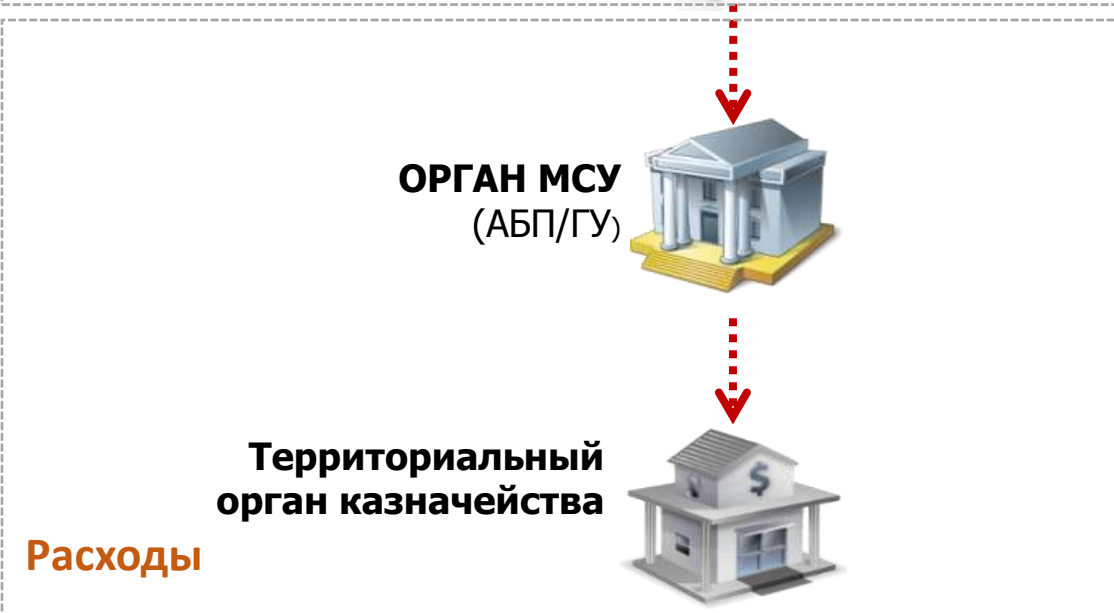 ОРГАН МСУ
(АБП/ГУ)
Территориальный
орган казначейства
Расходы
$